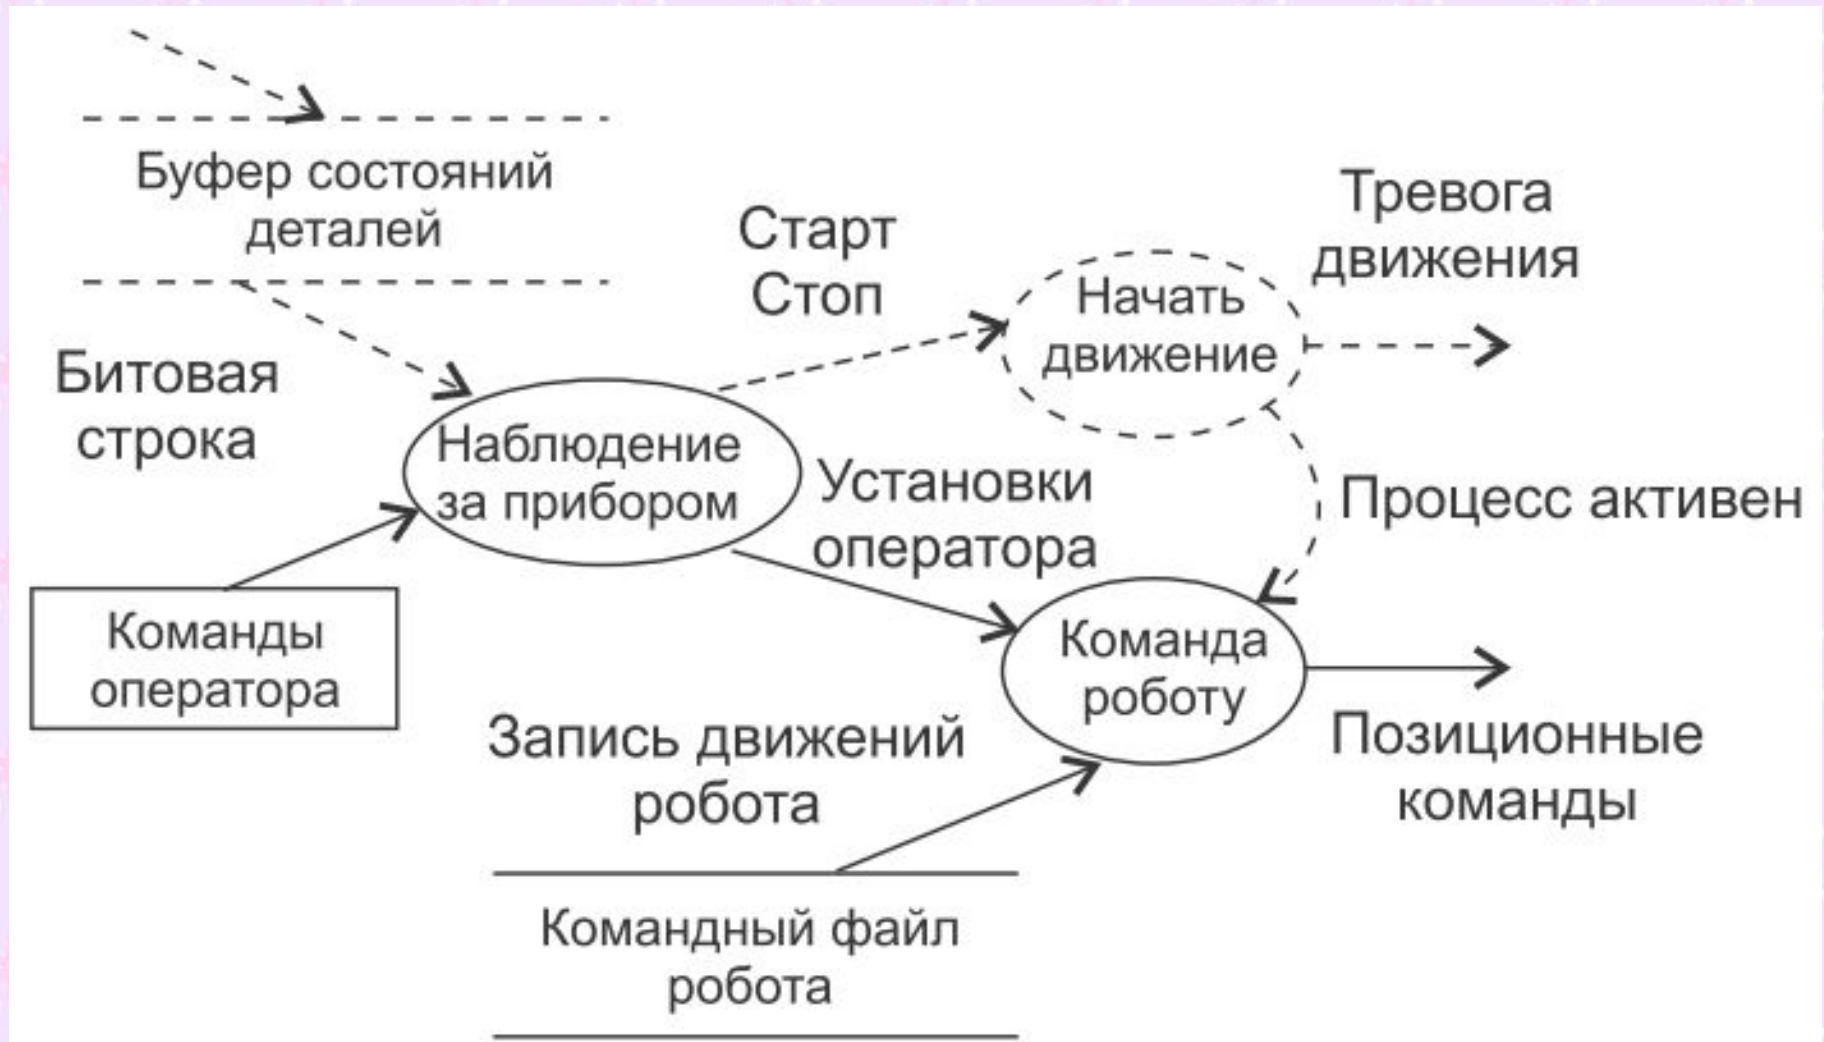 Буфер состояний
деталей
Старт
Стоп
Тревога
движения
Начать
движение
Битовая
строка
Наблюдение
за прибором
Установки
оператора
Процесс активен
Команды
оператора
Команда
роботу
Запись движений
робота
Позиционные
команды
Командный файл
робота